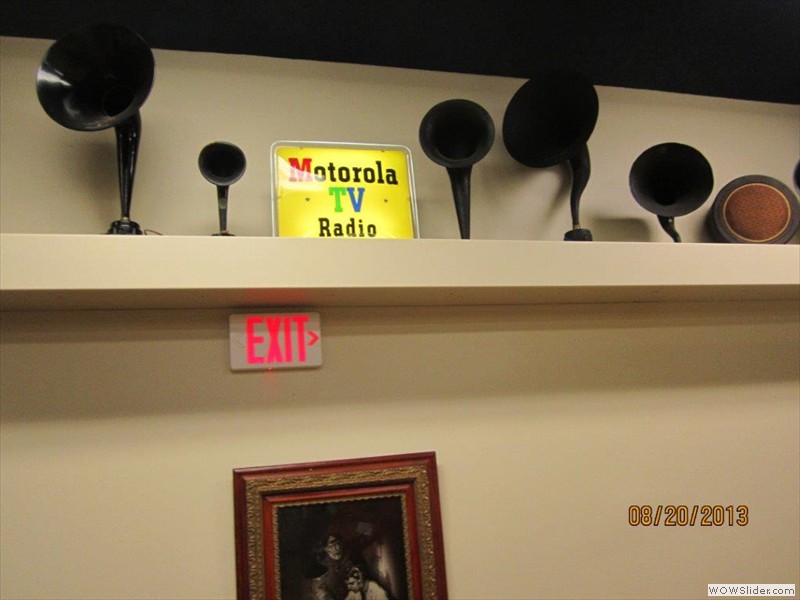 Motorola
TV
Radio
EXIT >
08/20/2013
WOWSlider.com